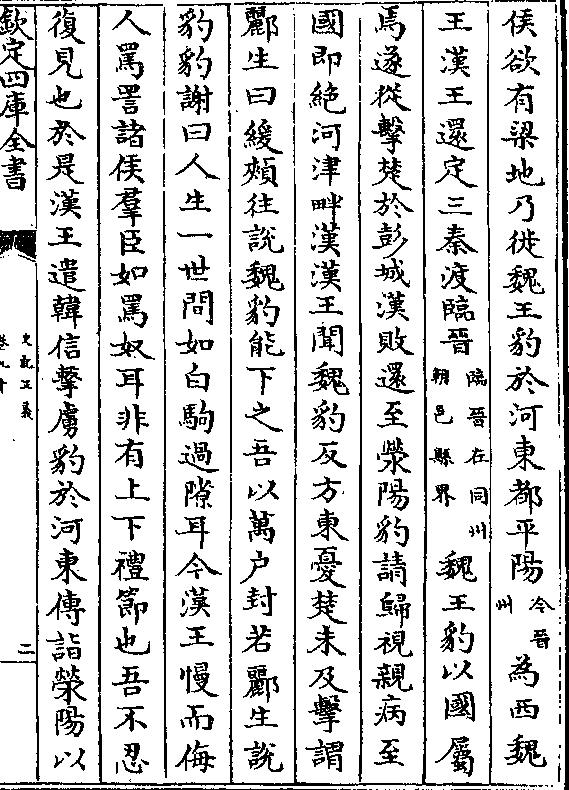 侯欲有梁地乃徙魏王豹於河東都平陽今晉州為西魏
王漢王還定三秦渡臨晉臨晉在同州朝邑縣界魏王豹以國屬
焉遂從擊楚於彭城漢敗還至滎陽豹請歸視親病至
國即絶河津畔漢漢王聞魏豹反方東憂楚未及擊謂
酈生曰緩頰往說魏豹能下之吾以萬户封若酈生說
豹豹謝曰人生一世間如白駒過隙耳今漢王慢而侮
人罵詈諸侯羣臣如罵奴耳非有上下禮節也吾不忍
復見也於是漢王遣韓信擊虜豹於河東傳詣滎陽以
欽定四庫全書
史記正義
卷九十
二